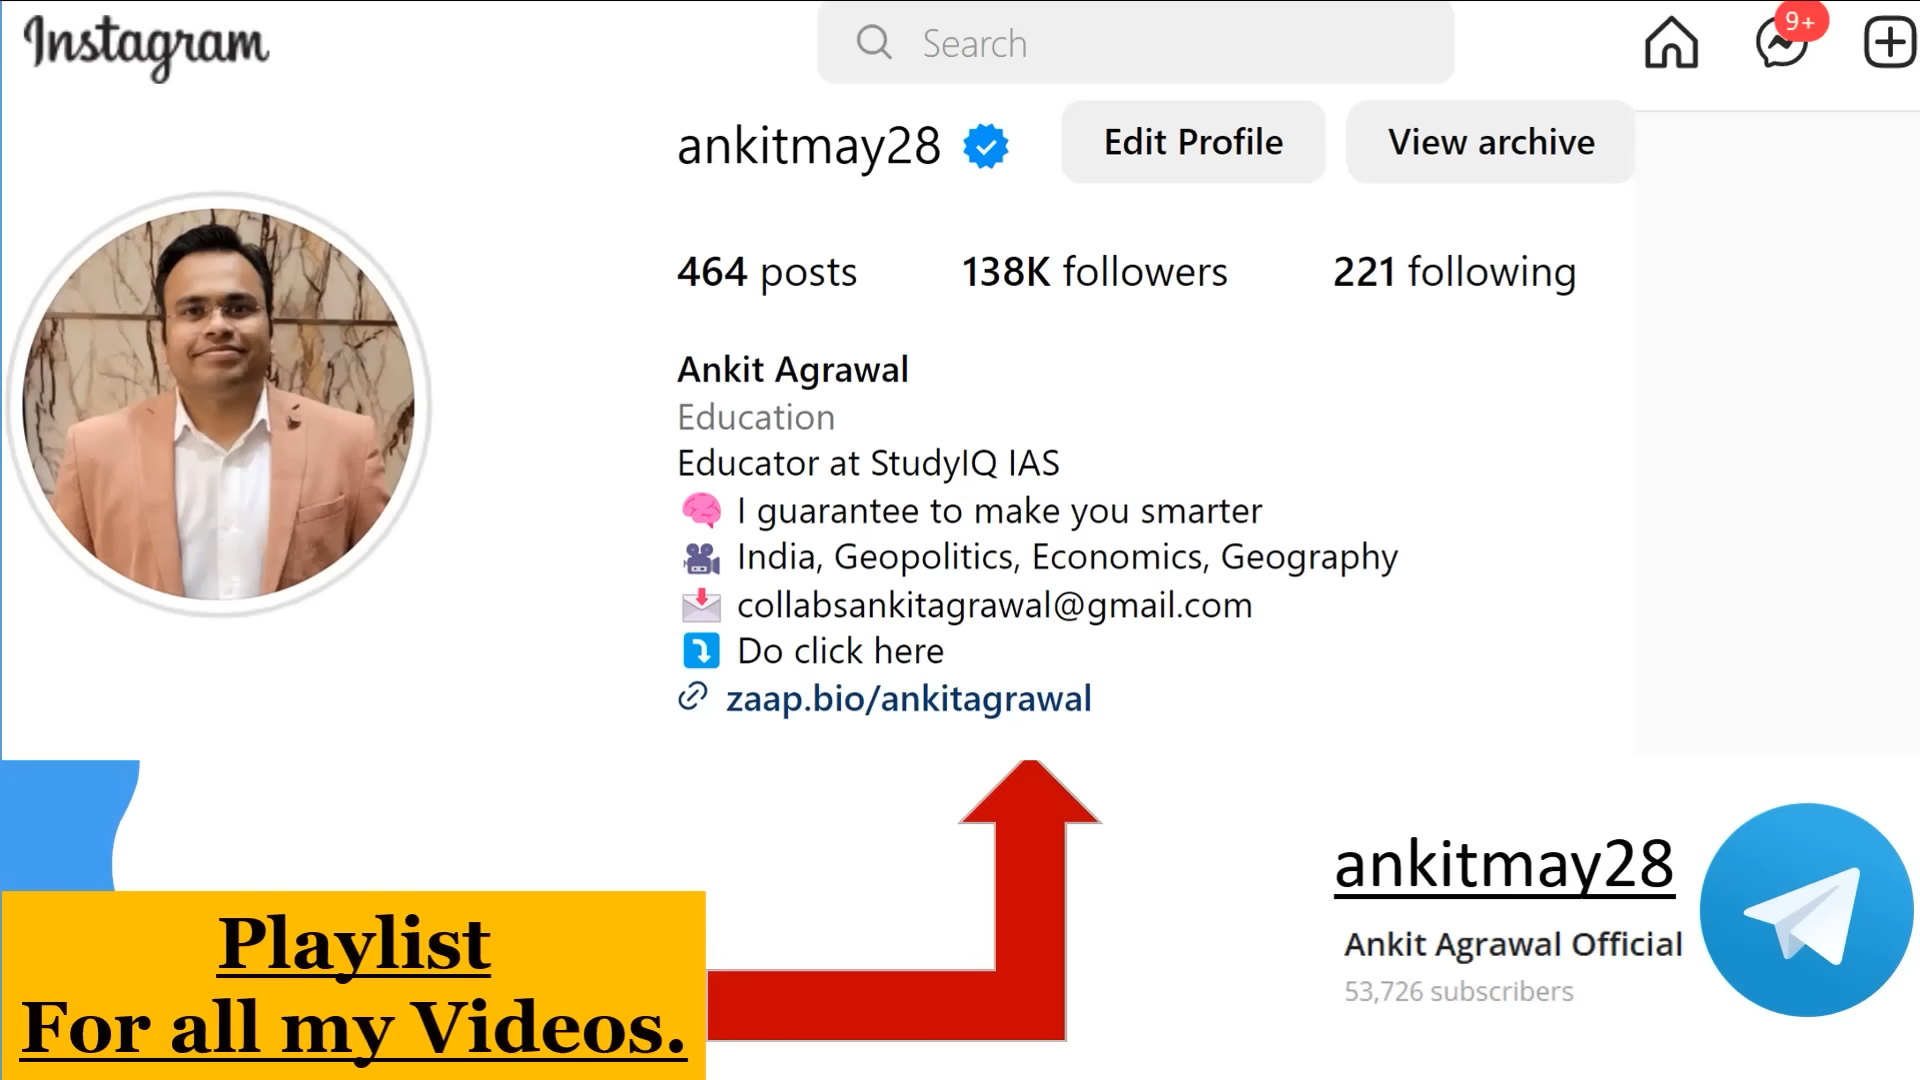 Instagram
Search
9+
ankitmay28
Edit Profile
View archive
464 posts
138K followers
221 following
Ankit Agrawal
Education
Educator at StudyIQ IAS
I guarantee to make you smarter
India, Geopolitics, Economics, Geography
collabsankitagrawal@gmail.com
Do click here
zaap.bio/ankitagrawal
Playlist
For all my Videos.
ankitmay28
Ankit Agrawal Official
53,726 subscribers